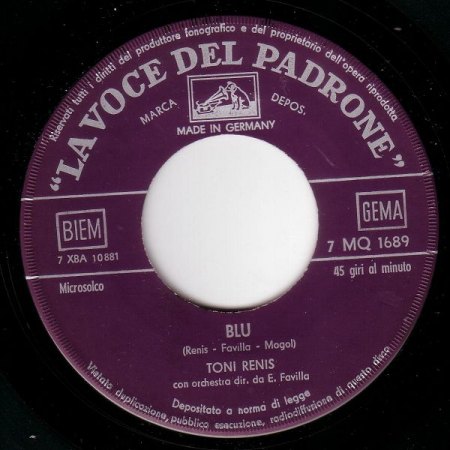 Riservati tutti i diritti del produttore fonografico e del proprietario dell'opera riprodotta
"LA VOCE DEL PADRONE"
MARCA DEPOS.
MADE IN GERMANY
BIEM
GEMA
7 XBA 10881
7 MQ 1689
Microsolco
45 giri al minuto
BLU
(Renis - Favilla - Mogol)
TONI RENIS
con orchestra dir. da E. Favilla
Depositato a norma di legge
Vietato duplicazione, pubblica esecuzione, radiodiffusione di questo disco